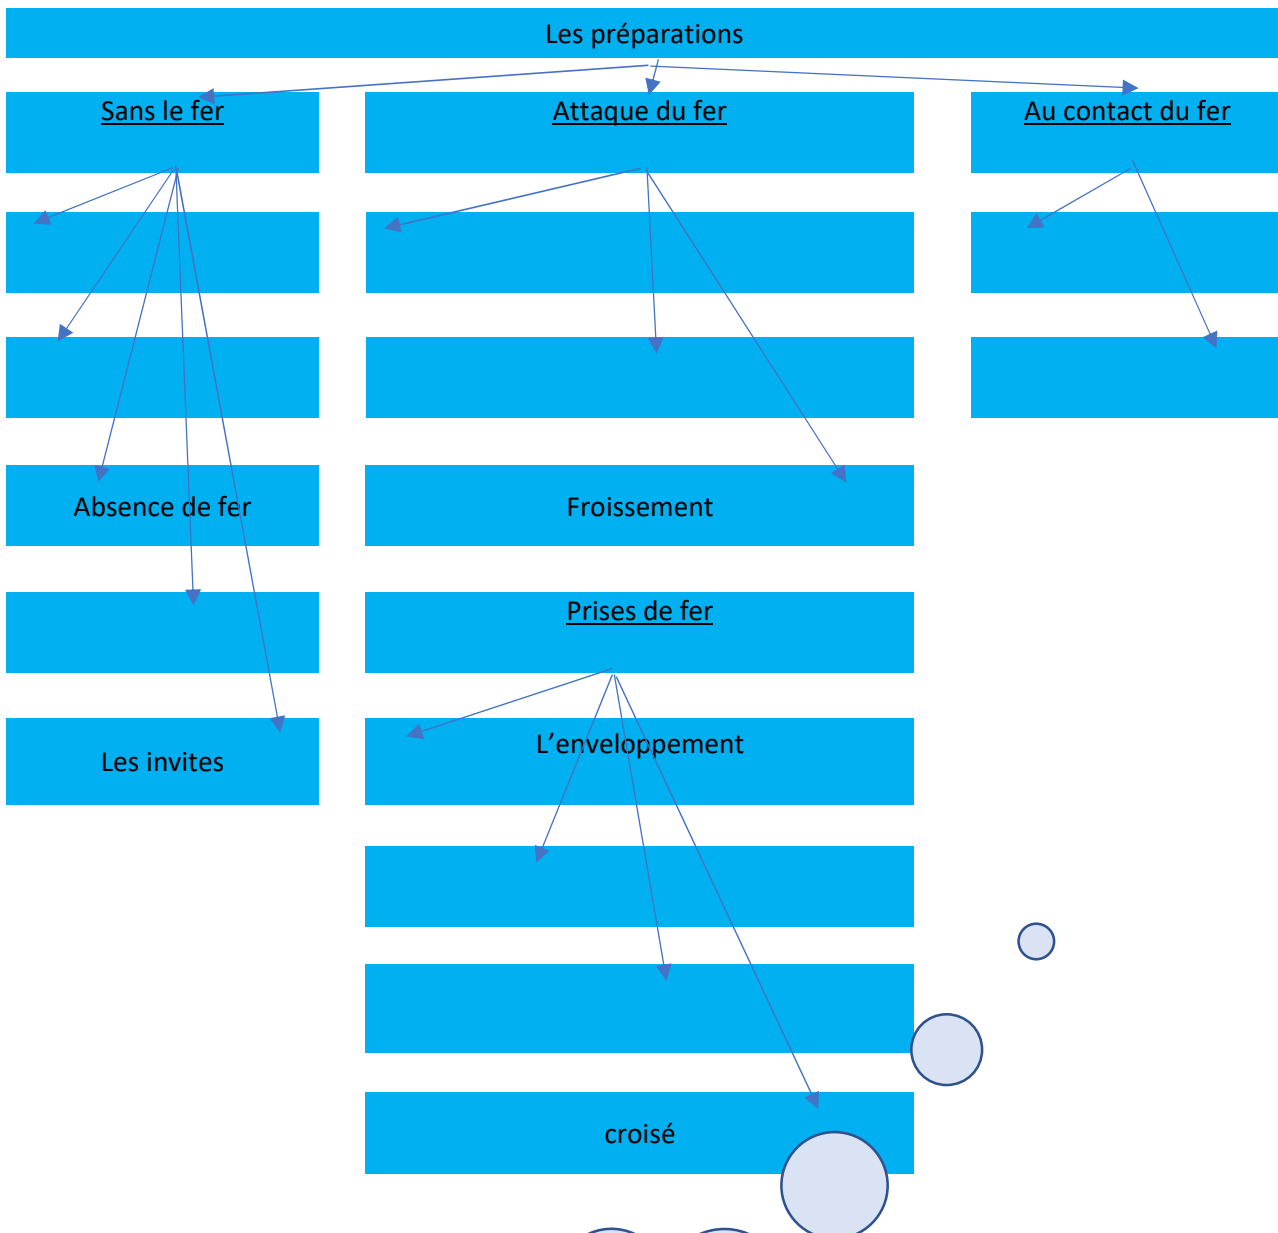 Les préparations
Sans le fer
Attaque du fer
Au contact du fer
Absence de fer
Froissement
Prises de fer
Les invites
L’enveloppement
croisé